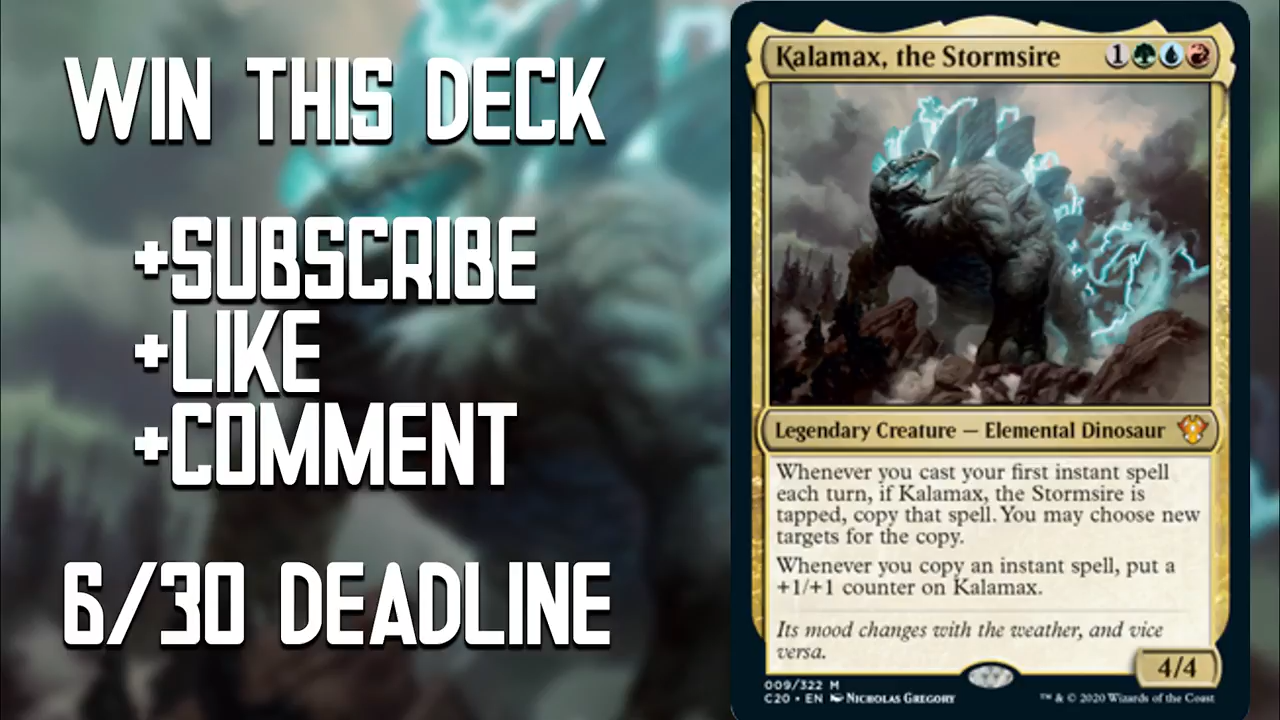 WIN THIS DECK
+SUBSCRIBE
+LIKE
+COMMENT
6/30 DEADLINE
Kalamax, the Stormsire 1
Legendary Creature — Elemental Dinosaur
Whenever you cast your first instant spell
each turn, if Kalamax, the Stormsire is
tapped, copy that spell. You may choose new
targets for the copy.
Whenever you copy an instant spell, put a
+1/+1 counter on Kalamax.
Its mood changes with the weather, and vice
versa.
4/4
009/322 M
C20 • EN Nicholas Gregory
™ & © 2020 Wizards of the Coast